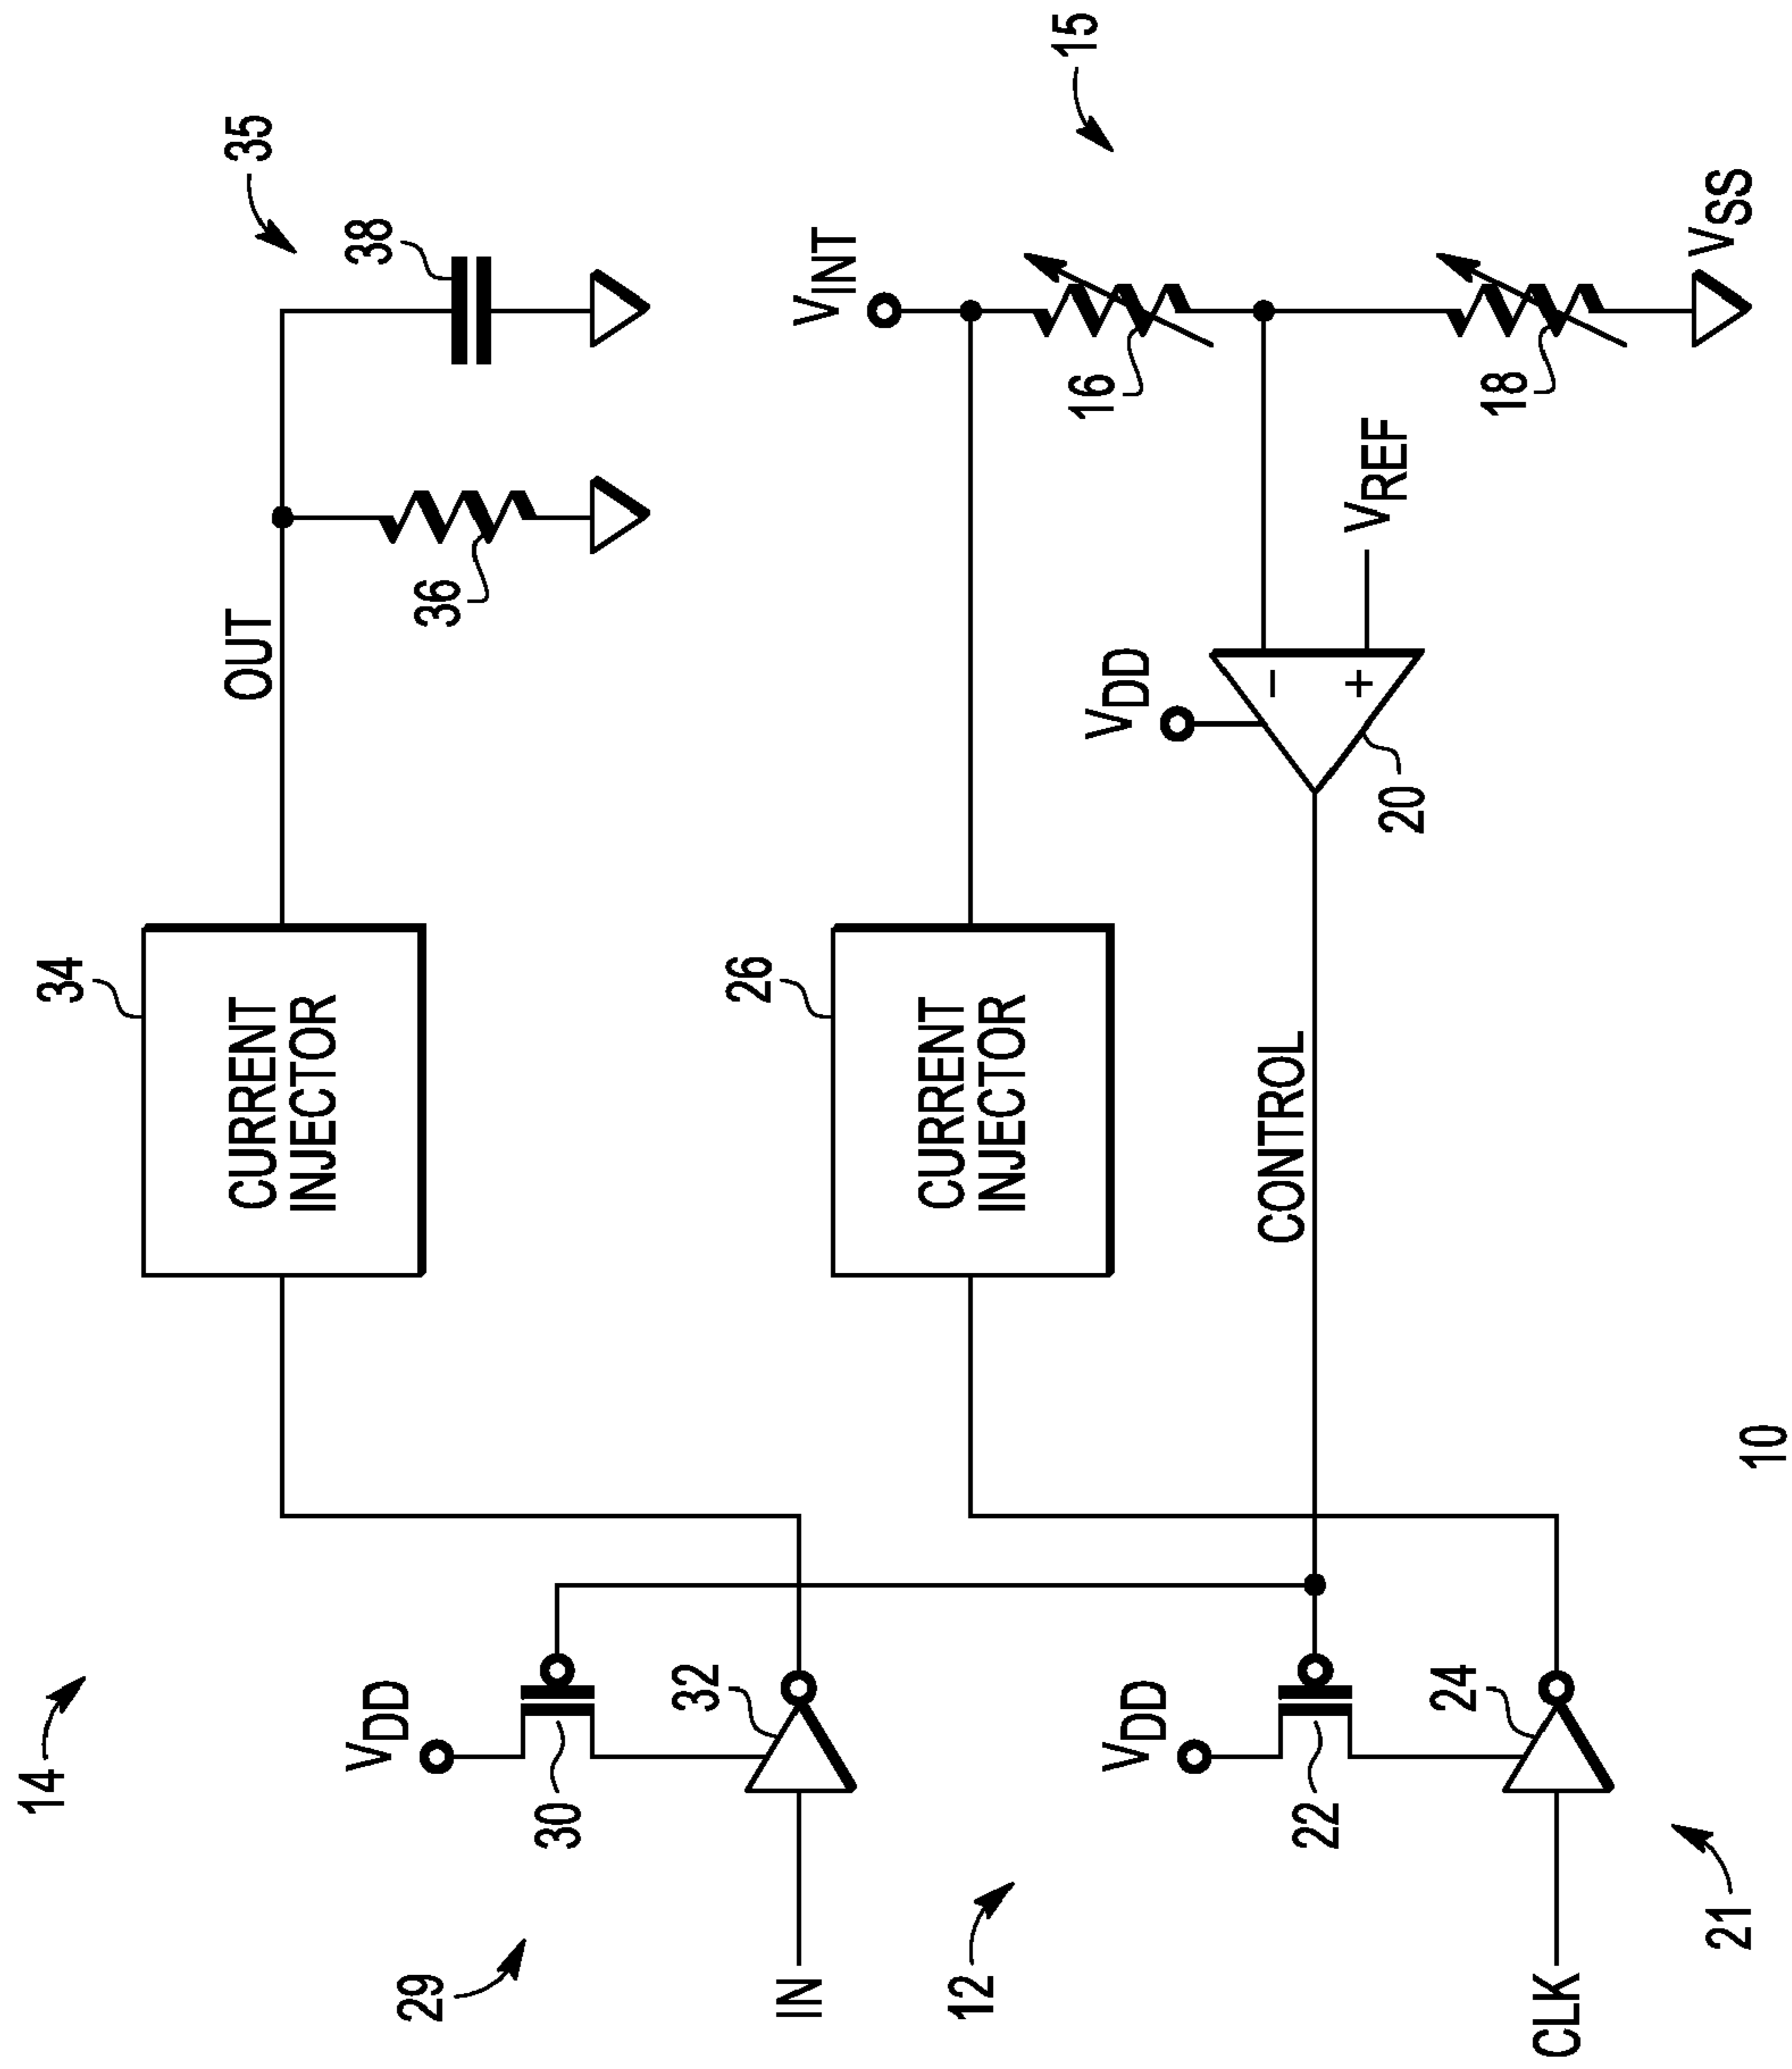 14
34
35
OUT
CURRENT
INJECTOR
38
29
VDD
30
36
32
IN
12
26
VINT
15
CURRENT
INJECTOR
16
VDD
22
VDD
CONTROL
VREF
20
24
18
CLK
21
VSS
10